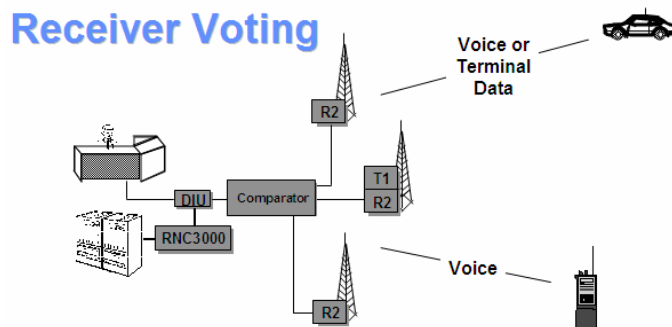 Receiver Voting
Voice or
Terminal
Data
R2
T1
R2
DIU
Comparator
RNC3000
Voice
R2